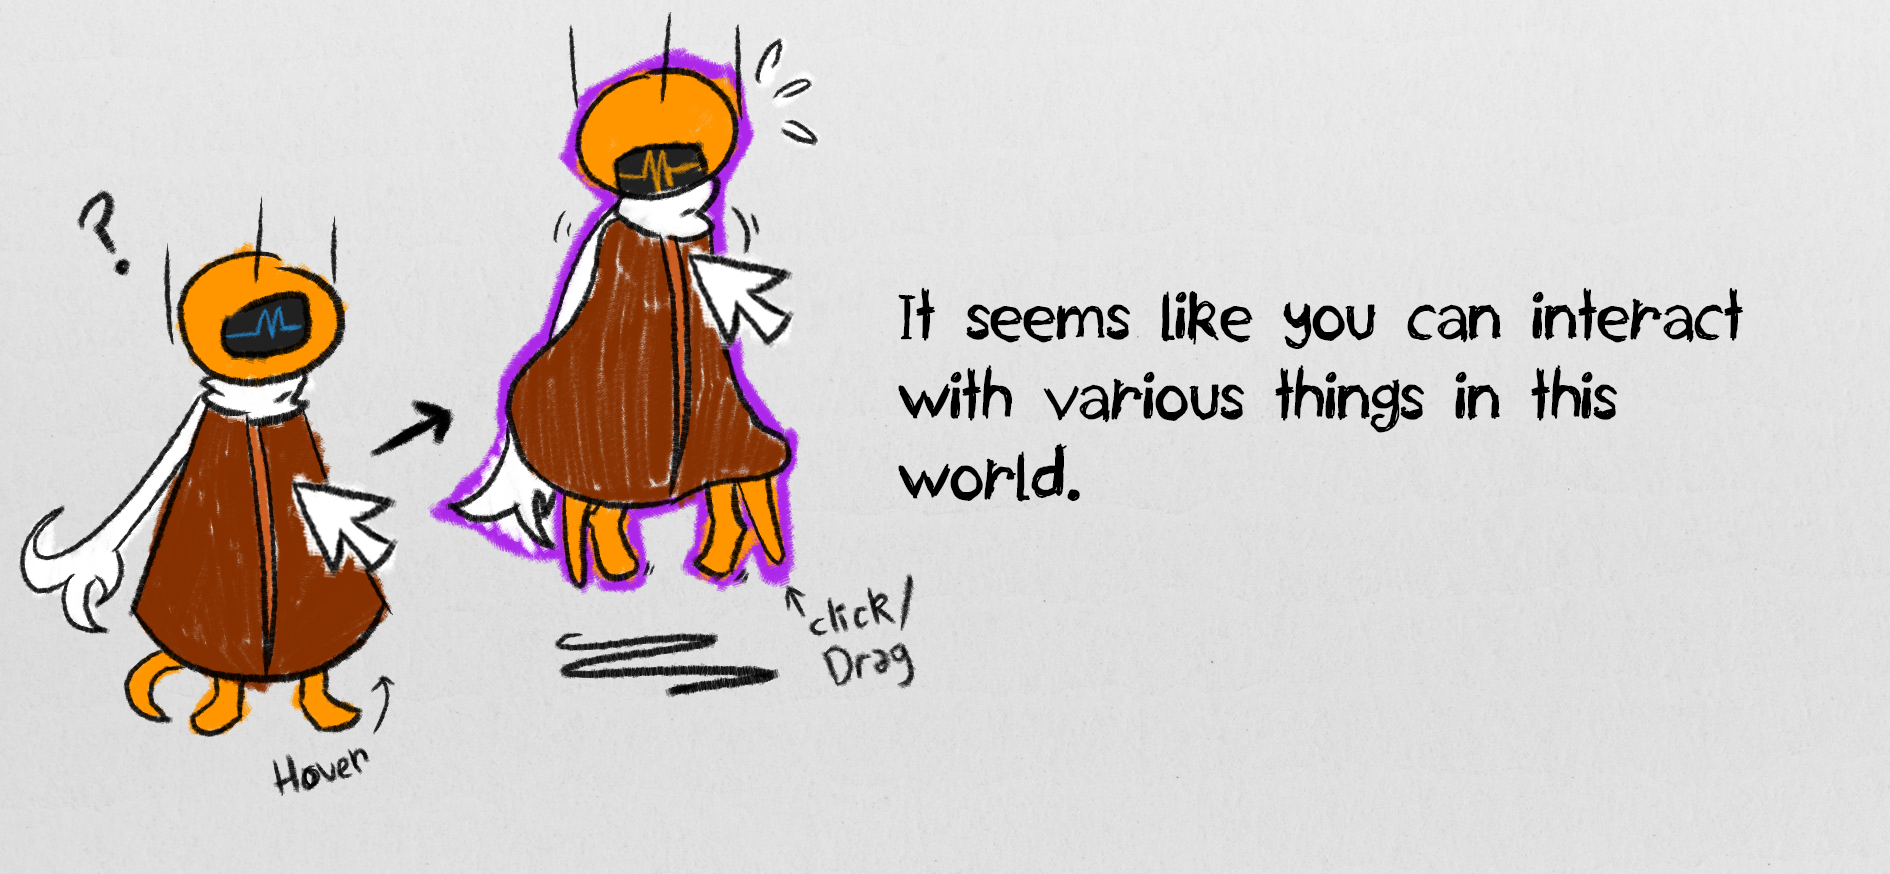 ?
It seems like you can interact
with various things in this
world.
click/
Drag
Hover